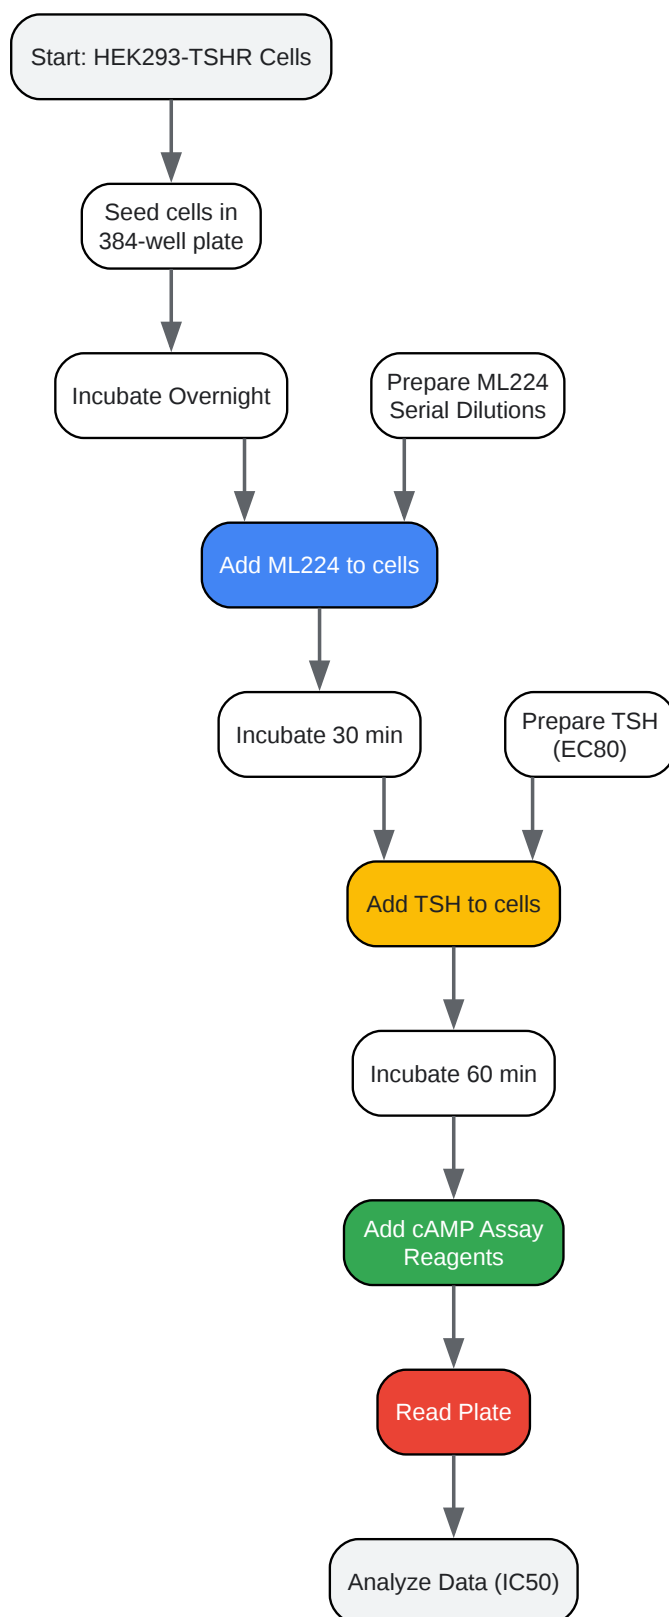 Start: HEK293-TSHR Cells
Seed cells in
384-well plate
Incubate Overnight
Prepare ML224
Serial Dilutions
Add ML224 to cells
Incubate 30 min
Prepare TSH
(EC80)
Add TSH to cells
Incubate 60 min
Add cAMP Assay
Reagents
Read Plate
Analyze Data (IC50)